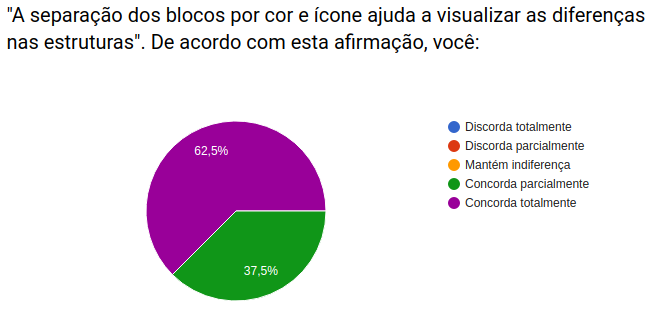 "A separação dos blocos por cor e ícone ajuda a visualizar as diferenças
nas estruturas". De acordo com esta afirmação, você:
62,5%
37,5%
Discorda totalmente
Discorda parcialmente
Mantém indiferença
Concorda parcialmente
Concorda totalmente